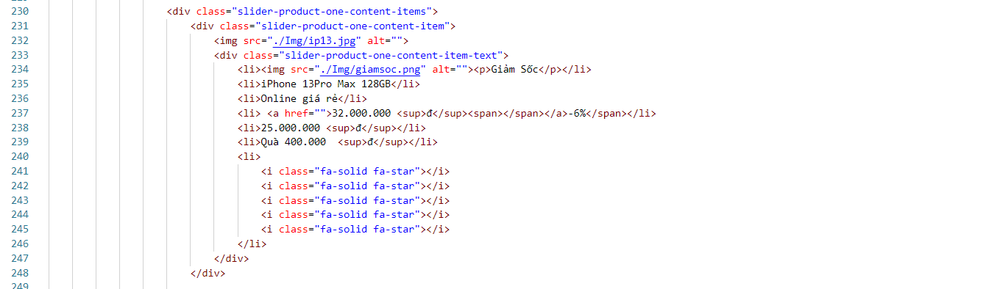 230 <div class="slider-product-one-content-items">
231 <div class="slider-product-one-content-item">
232 <img src="./Img/ip13.jpg" alt="">
233 <div class="slider-product-one-content-item-text">
234 <li><img src="./Img/giamsoc.png" alt=""><p>Giảm Sốc</p></li>
235 <li>iPhone 13Pro Max 128GB</li>
236 <li>Online giá rẻ</li>
237 <li> <a href="">32.000.000 <sup>đ</sup><span></span></a>-6%</span></li>
238 <li>25.000.000 <sup>đ</sup></li>
239 <li>Quà 400.000  <sup>đ</sup></li>
240 <li>
241 <i class="fa-solid fa-star"></i>
242 <i class="fa-solid fa-star"></i>
243 <i class="fa-solid fa-star"></i>
244 <i class="fa-solid fa-star"></i>
245 <i class="fa-solid fa-star"></i>
246 </li>
247 </div>
248 </div>
249